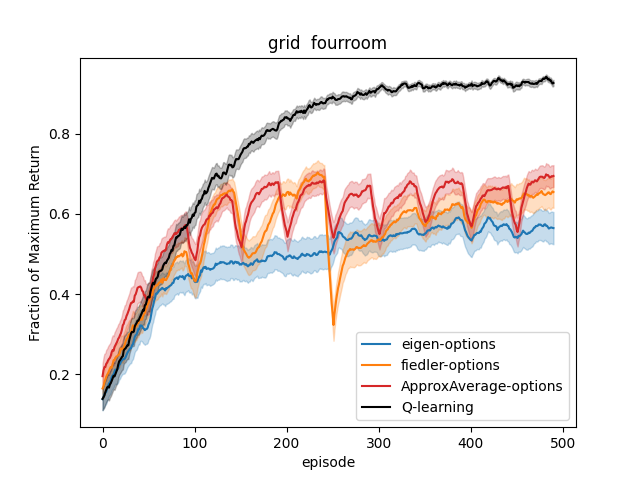 grid fourroom
Fraction of Maximum Return
0.8
0.6
0.4
0.2
0
100
200
300
400
500
episode
eigen-options
fiedler-options
ApproxAverage-options
Q-learning